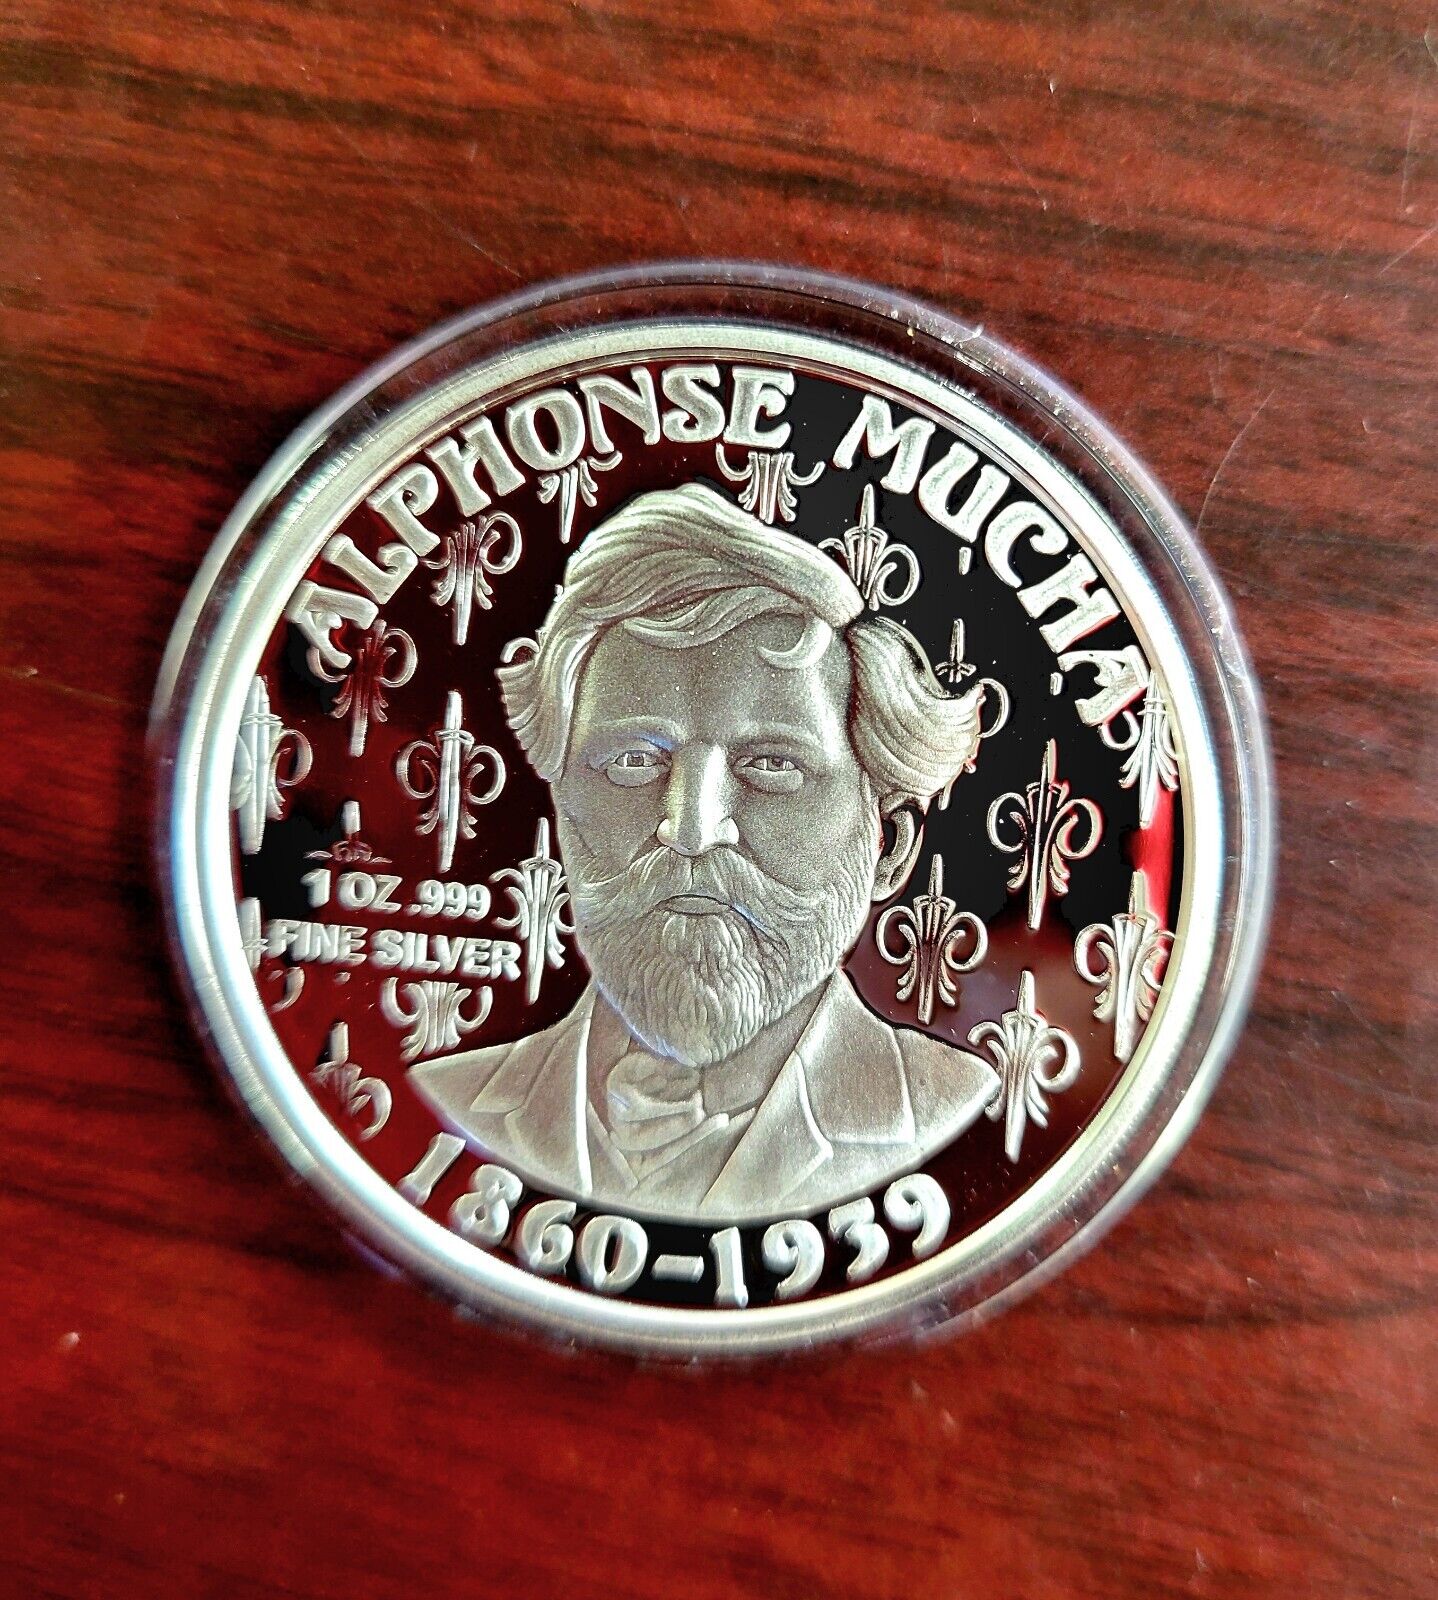 ALPHONSE MUCHA
1 OZ .999
FINE SILVER
1860-1939